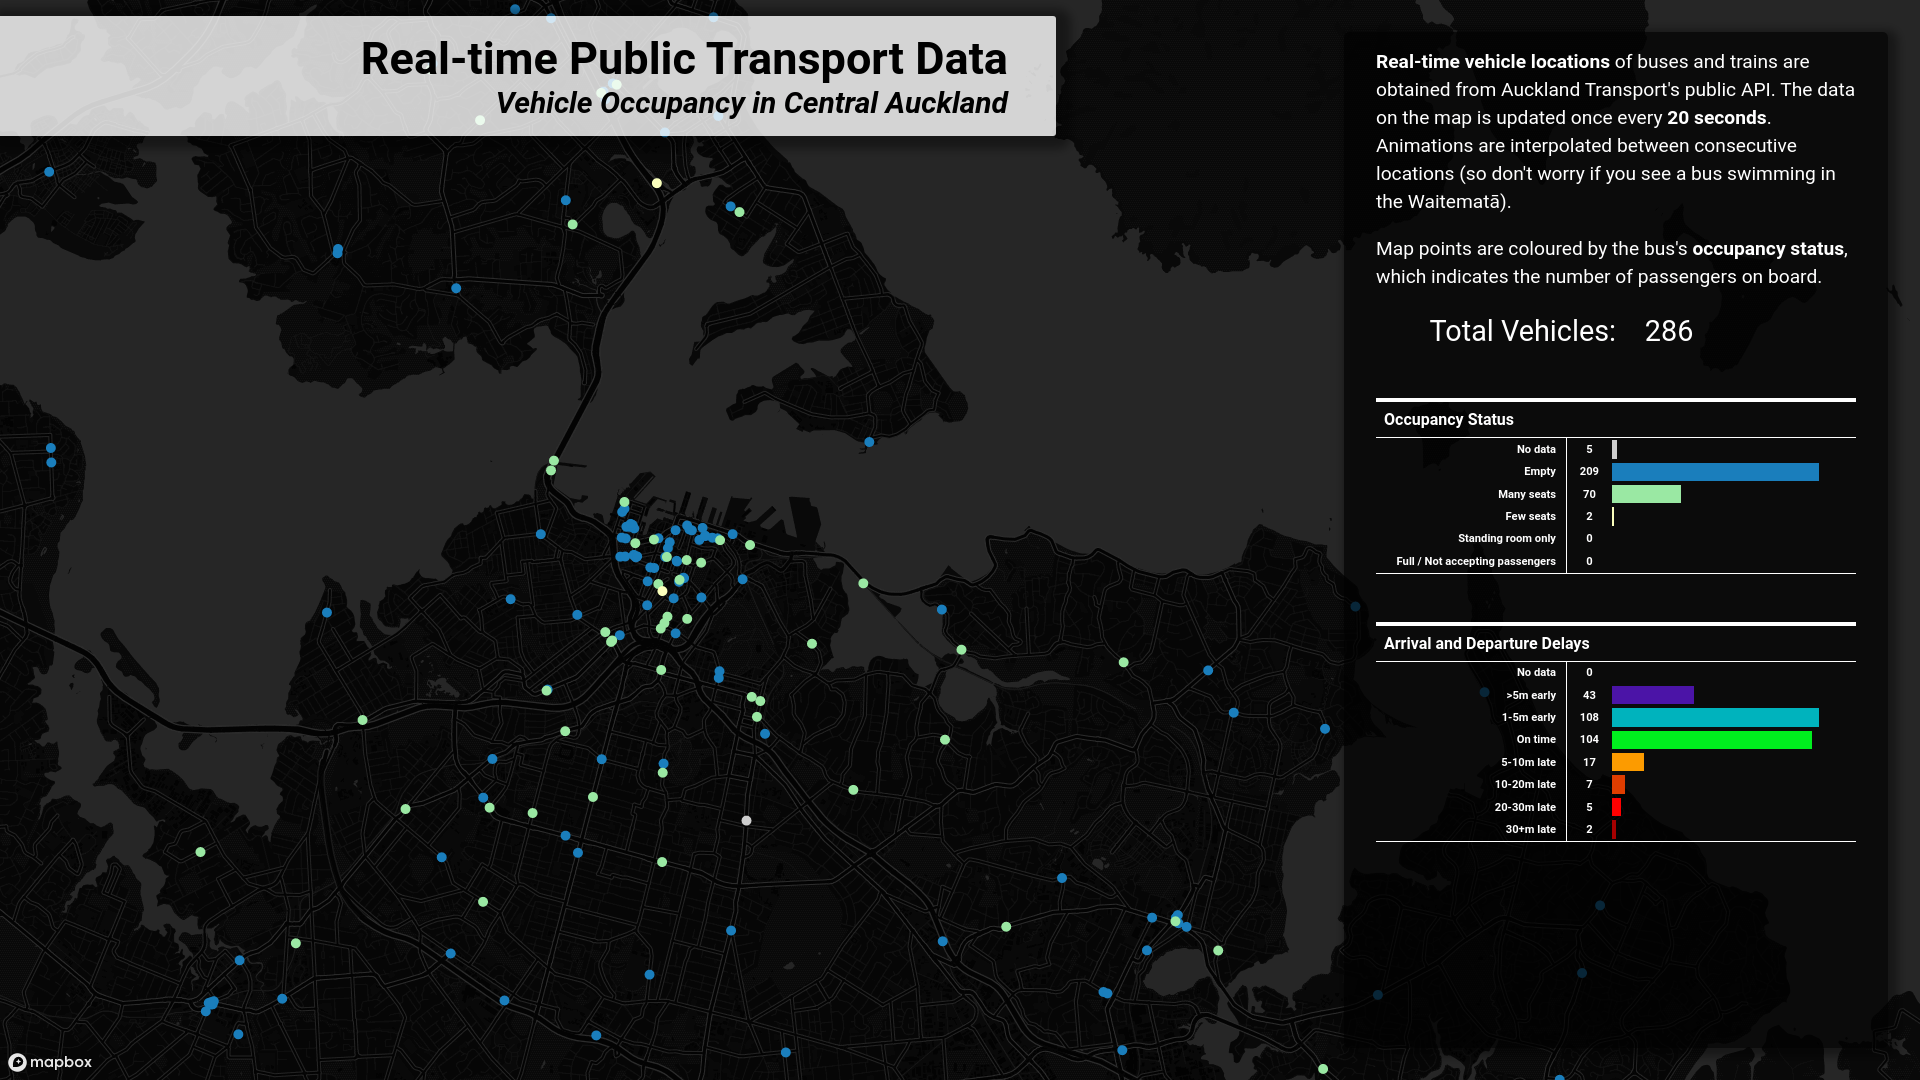 Real-time Public Transport Data
Vehicle Occupancy in Central Auckland
Real-time vehicle locations of buses and trains are
obtained from Auckland Transport's public API. The data
on the map is updated once every 20 seconds.
Animations are interpolated between consecutive
locations (so don't worry if you see a bus swimming in
the Waitematā).
Map points are coloured by the bus's occupancy status,
which indicates the number of passengers on board.
Total Vehicles: 286
Occupancy Status
No data 5
Empty 209
Many seats 70
Few seats 2
Standing room only 0
Full / Not accepting passengers 0
Arrival and Departure Delays
No data 0
>5m early 43
1-5m early 108
On time 104
5-10m late 17
10-20m late 7
20-30m late 5
30+m late 2
mapbox